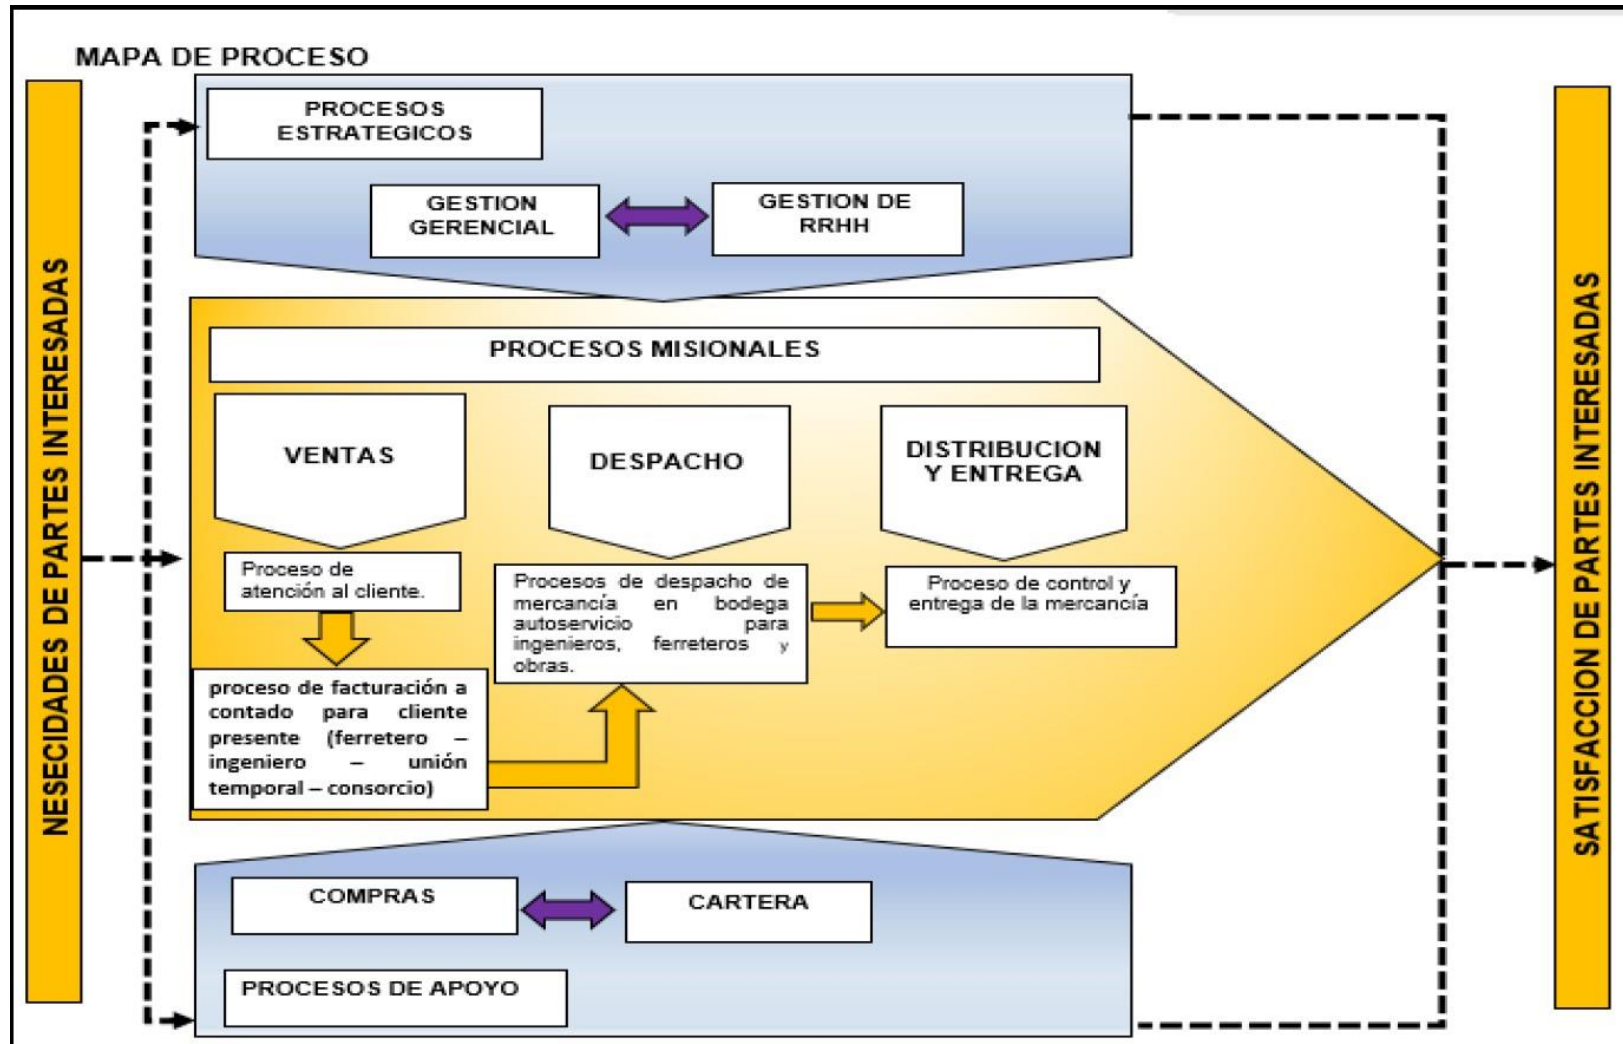 MAPA DE PROCESO
NESECIDADES DE PARTES INTERESADAS
PROCESOS
ESTRATEGICOS
GESTION
GERENCIAL
GESTION DE
RRHH
PROCESOS MISIONALES
VENTAS
DESPACHO
DISTRIBUCION
Y ENTREGA
Proceso de
atención al cliente.
Procesos de despacho de
mercancía en bodega
autoservicio para
ingenieros, ferreteros y
obras.
Proceso de control y
entrega de la mercancía
proceso de facturación a
contado para cliente
presente (ferretero –
ingeniero – unión
temporal – consorcio)
COMPRAS
CARTERA
PROCESOS DE APOYO
SATISFACCION DE PARTES INTERESADAS